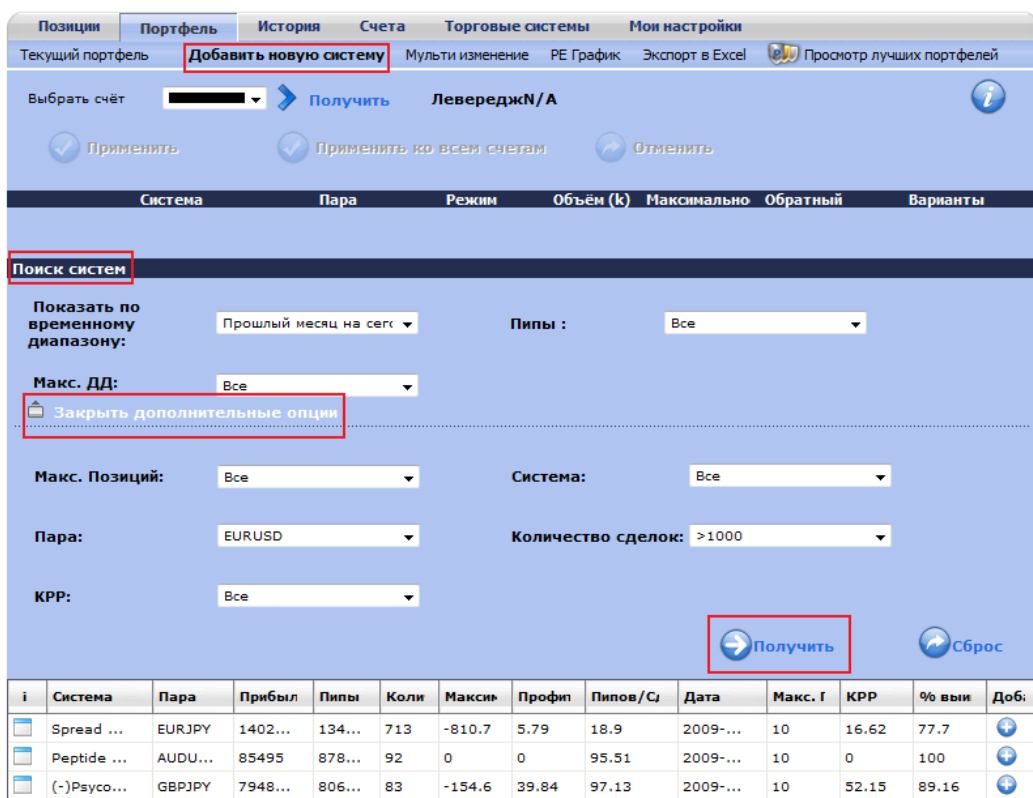 Позиции Портфель История Счета Торговые системы Мои настройки
Текущий портфель Добавить новую систему Мульти изменение PE График Экспорт в Excel Просмотр лучших портфелей
Выбрать счёт Получить ЛевереджN/A
Применить Применить ко всем счетам Отменить
Система Пара Режим Объём (k) Максимально Обратный Варианты
Поиск систем
Показать по
временному Прошлый месяц на сегс Пипы : Все
диапазону:
Макс. ДД: Все
Закрыть дополнительные опции
Макс. Позиций: Все Система: Все
Пара: EURUSD Количество сделок: >1000
КРР: Все
Получить Сброс
i Система Пара Прибыл Пипы Коли Максим Профит Пипов/С Дата Макс. КРР % выи Доб
Spread ... EURJPY 1402... 134... 713 -810.7 5.79 18.9 2009-... 10 16.62 77.7
Peptide ... AUDU... 85495 878... 92 0 0 95.51 2009-... 10 0 100
(-)Psyco... GBPJPY 7948... 806... 83 -154.6 39.84 97.13 2009-... 10 52.15 89.16